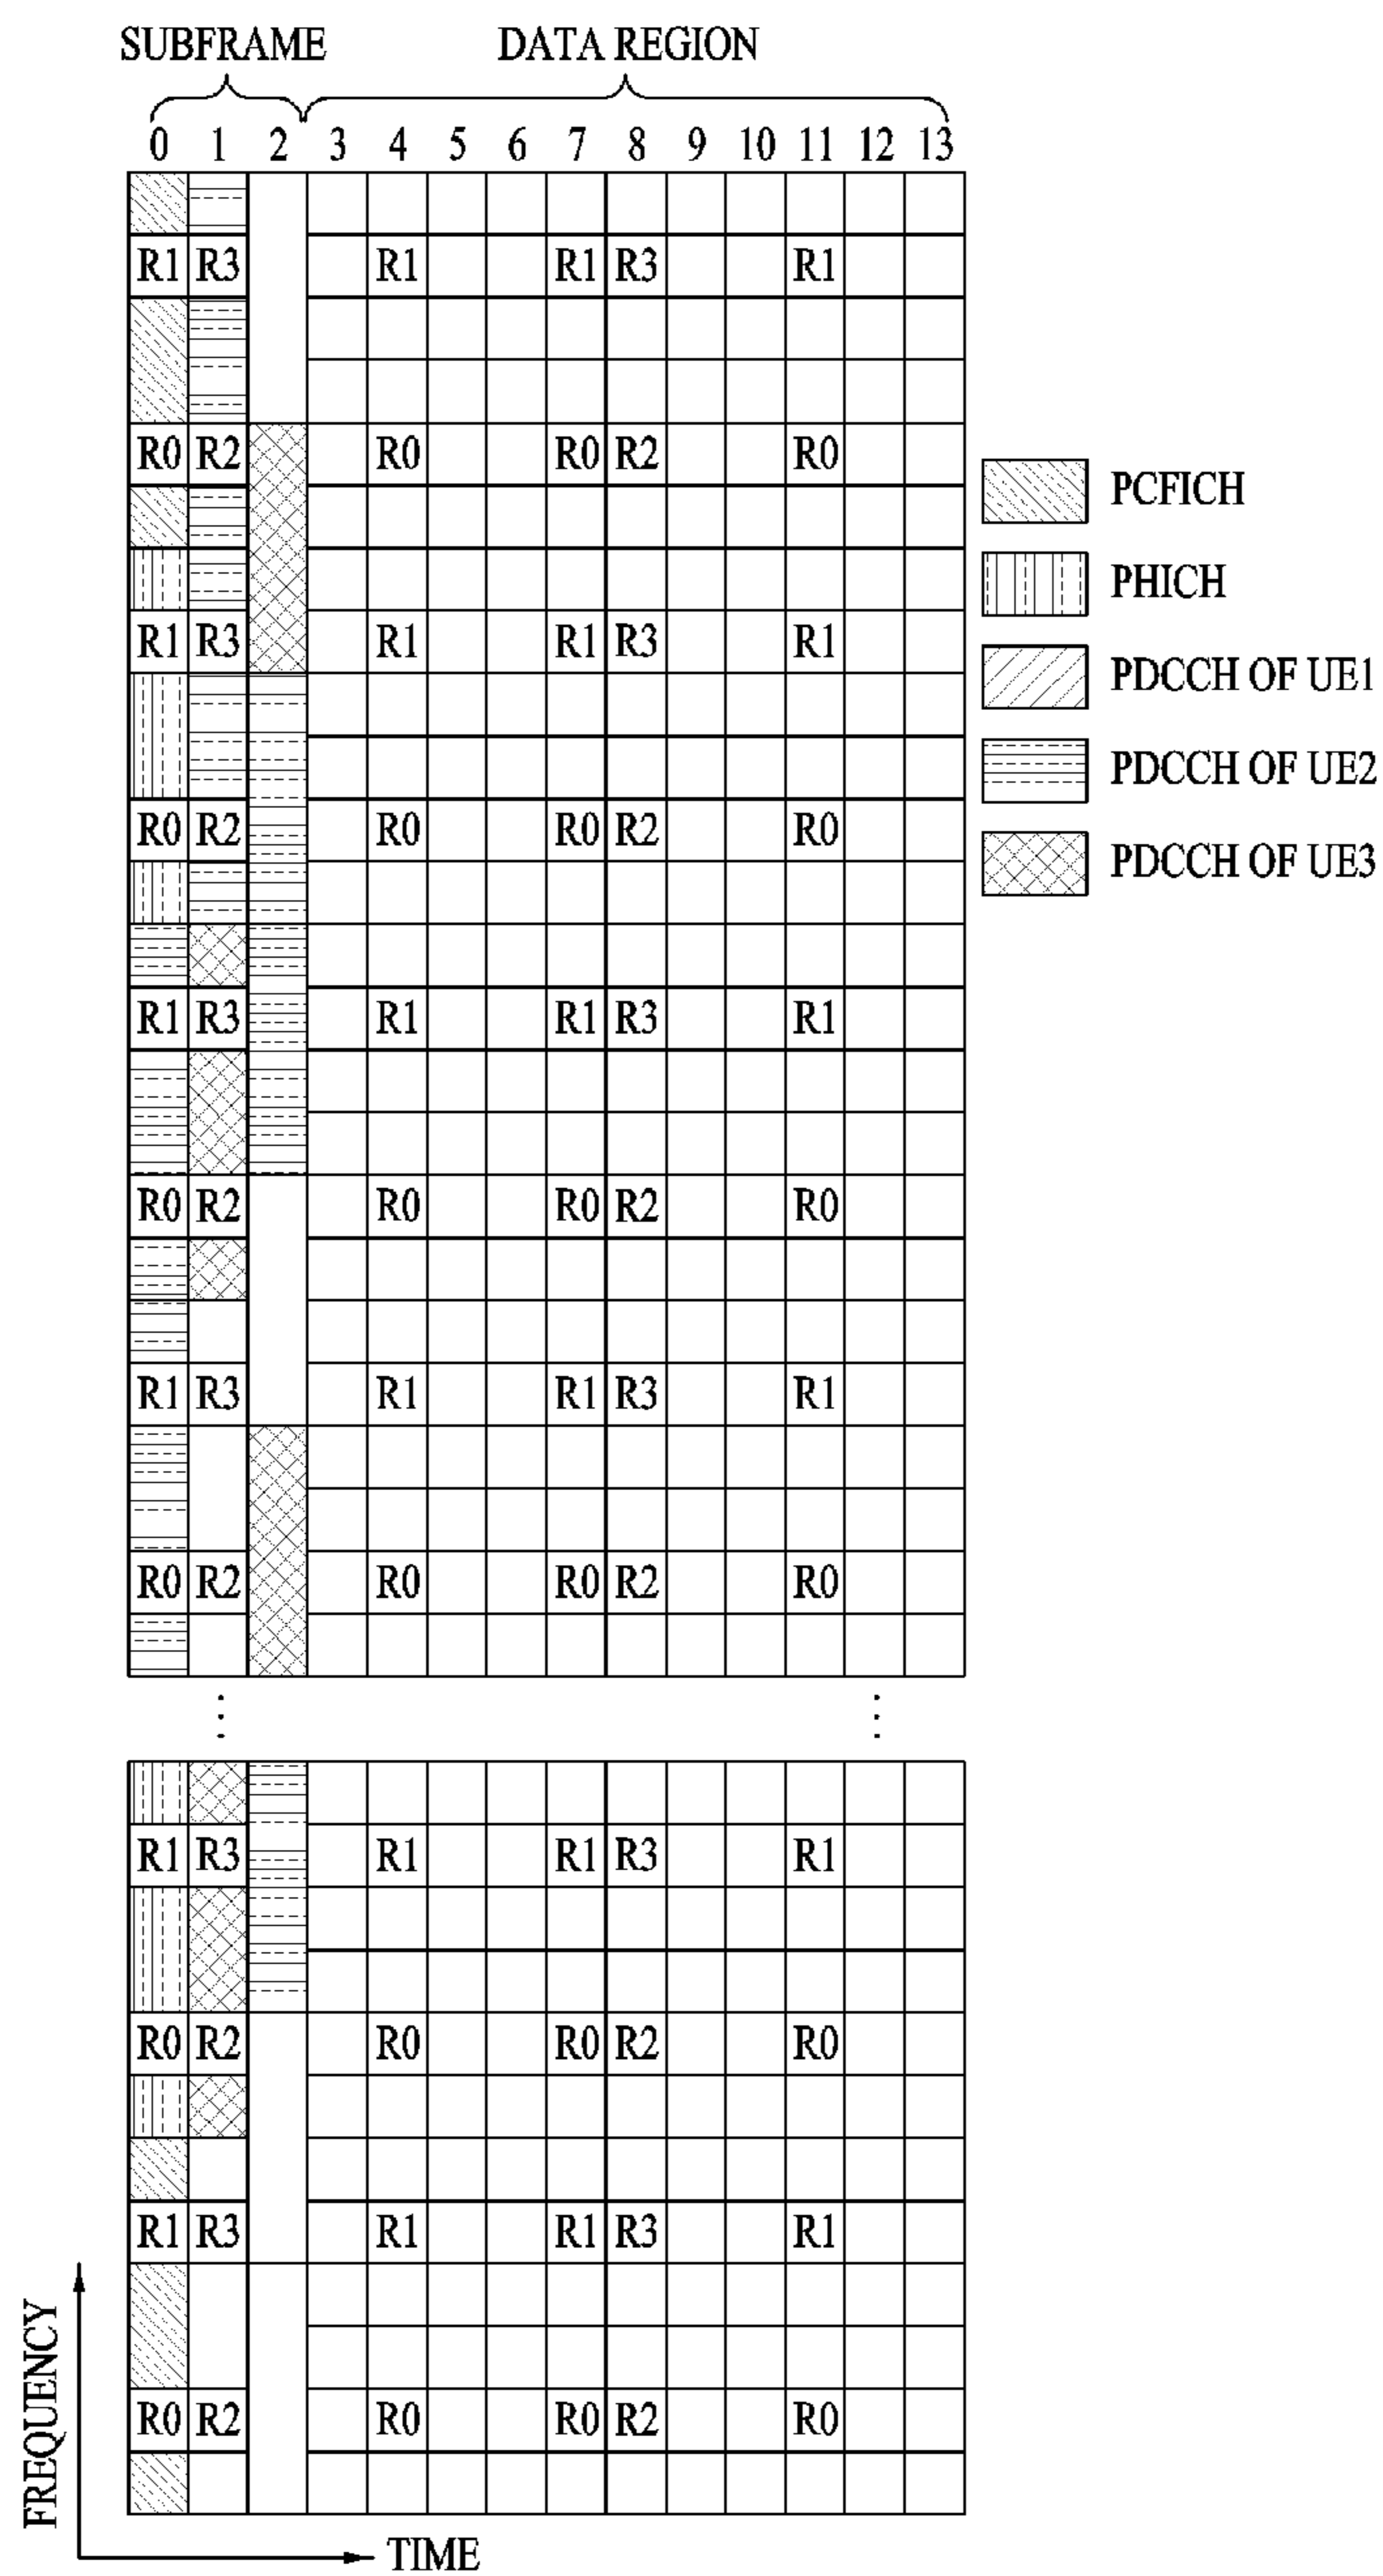 SUBFRAME DATA REGION
0 1 2 3 4 5 6 7 8 9 10 11 12 13
R1 R3 R1 R1 R3 R1
R0 R2 R0 R0 R2 R0
PCFICH
PHICH
R1 R3 R1 R1 R3 R1
PDCCH OF UE1
PDCCH OF UE2
R0 R2 R0 R0 R2 R0
PDCCH OF UE3
R1 R3 R1 R1 R3 R1
R0 R2 R0 R0 R2 R0
R1 R3 R1 R1 R3 R1
R0 R2 R0 R0 R2 R0
R1 R3 R1 R1 R3 R1
R0 R2 R0 R0 R2 R0
R1 R3 R1 R1 R3 R1
R0 R2 R0 R0 R2 R0
FREQUENCY
TIME